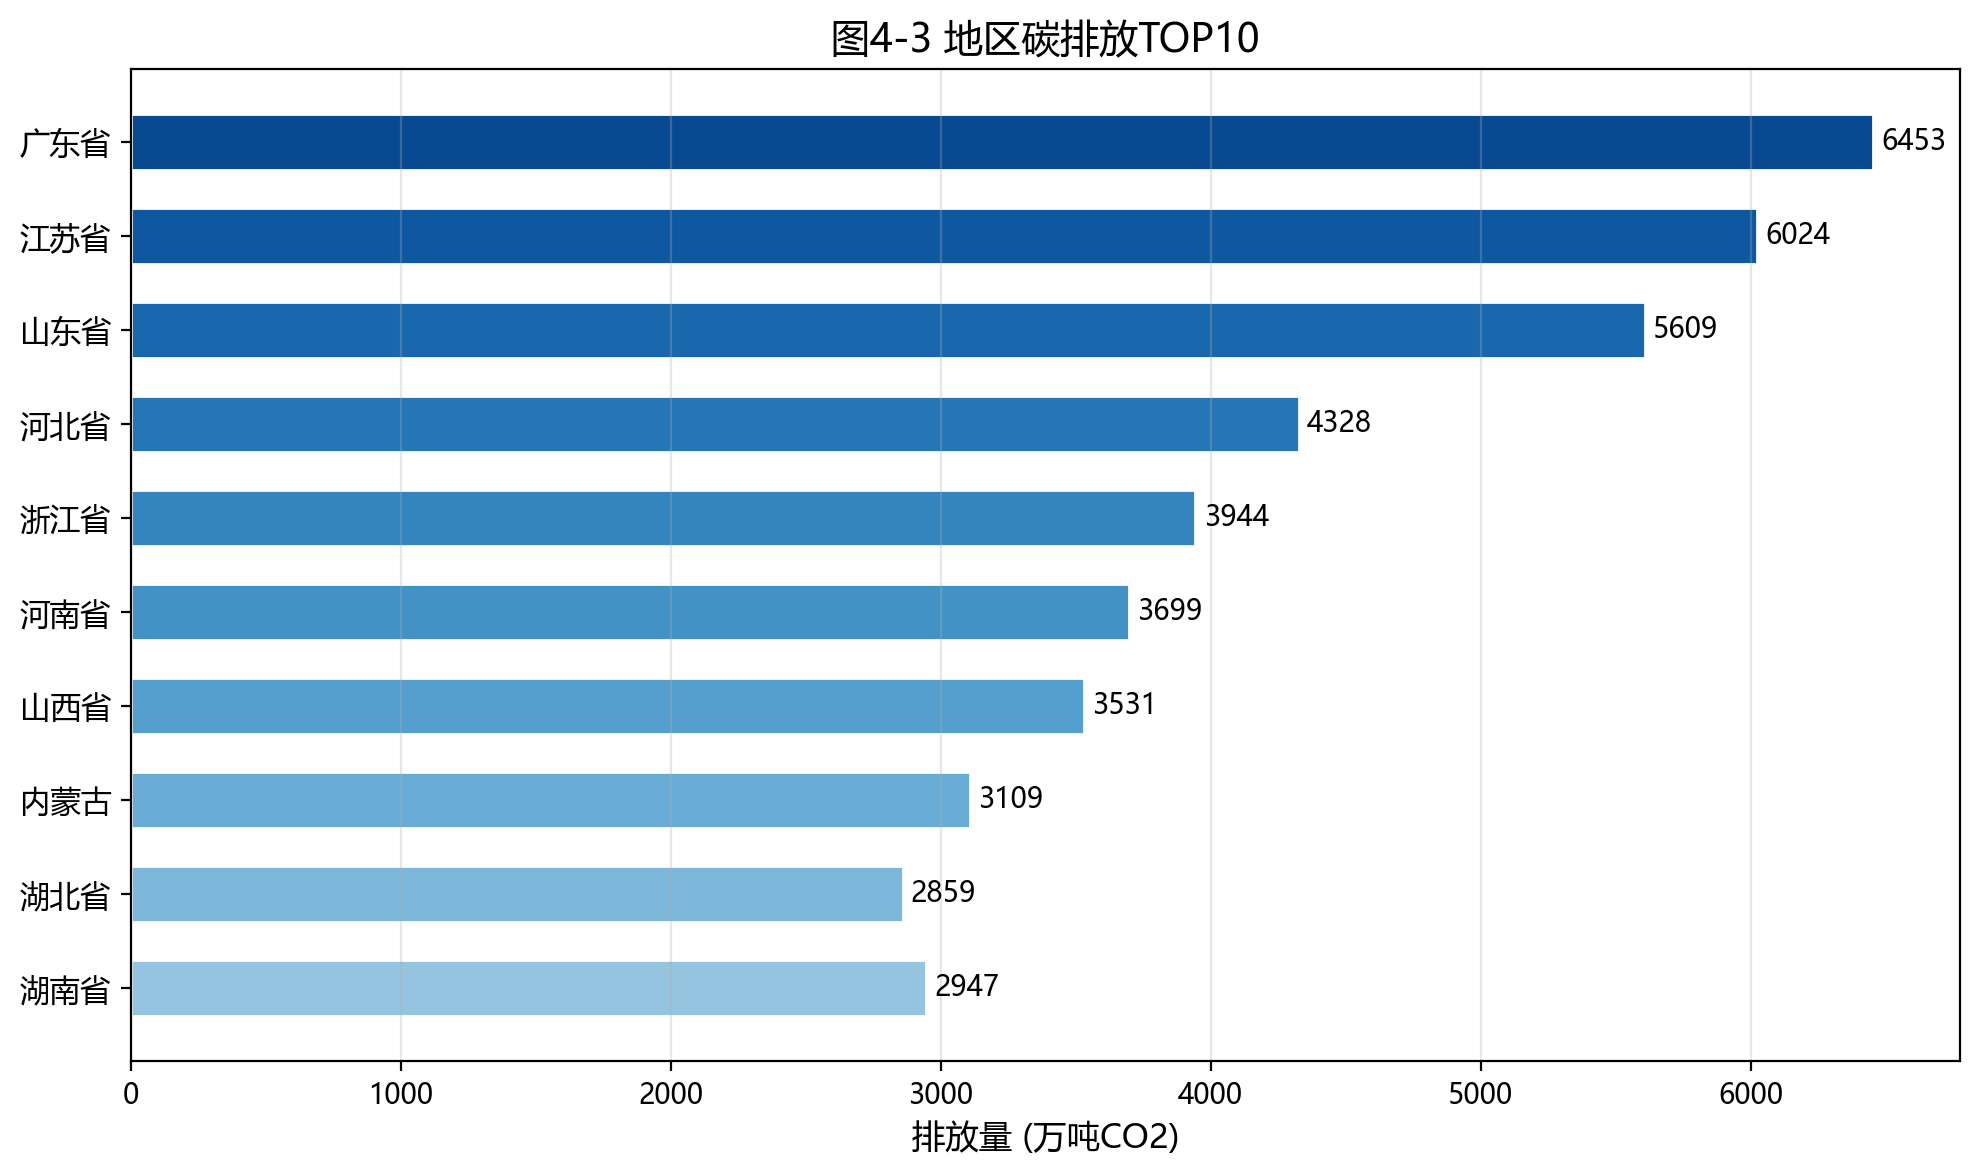 图4-3 地区碳排放TOP10
广东省 6453
江苏省 6024
山东省 5609
河北省 4328
浙江省 3944
河南省 3699
山西省 3531
内蒙古 3109
湖北省 2859
湖南省 2947
0 1000 2000 3000 4000 5000 6000
排放量 (万吨CO2)